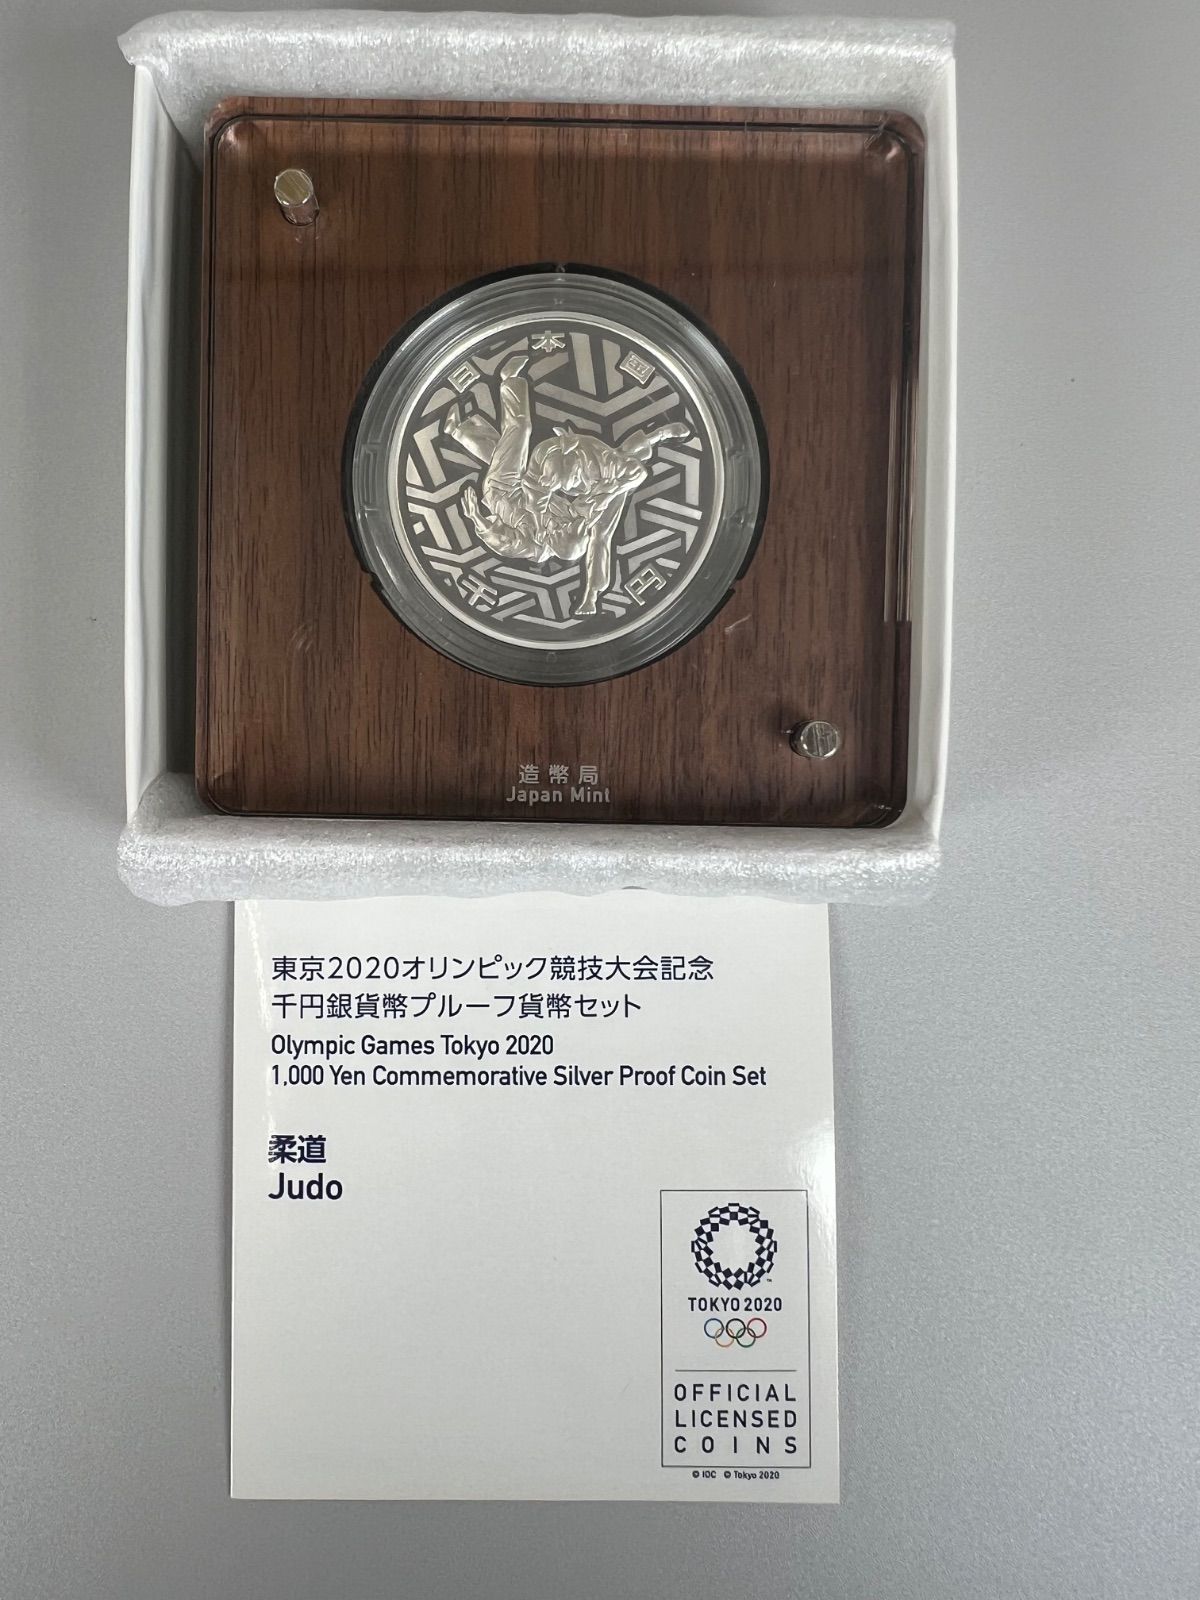 日本国
千 円
造幣局
Japan Mint
東京2020オリンピック競技大会記念
千円銀貨幣プルーフ貨幣セット
Olympic Games Tokyo 2020
1,000 Yen Commemorative Silver Proof Coin Set
柔道
Judo
TM
TOKYO 2020
OFFICIAL
LICENSED
COINS
© IOC © Tokyo 2020